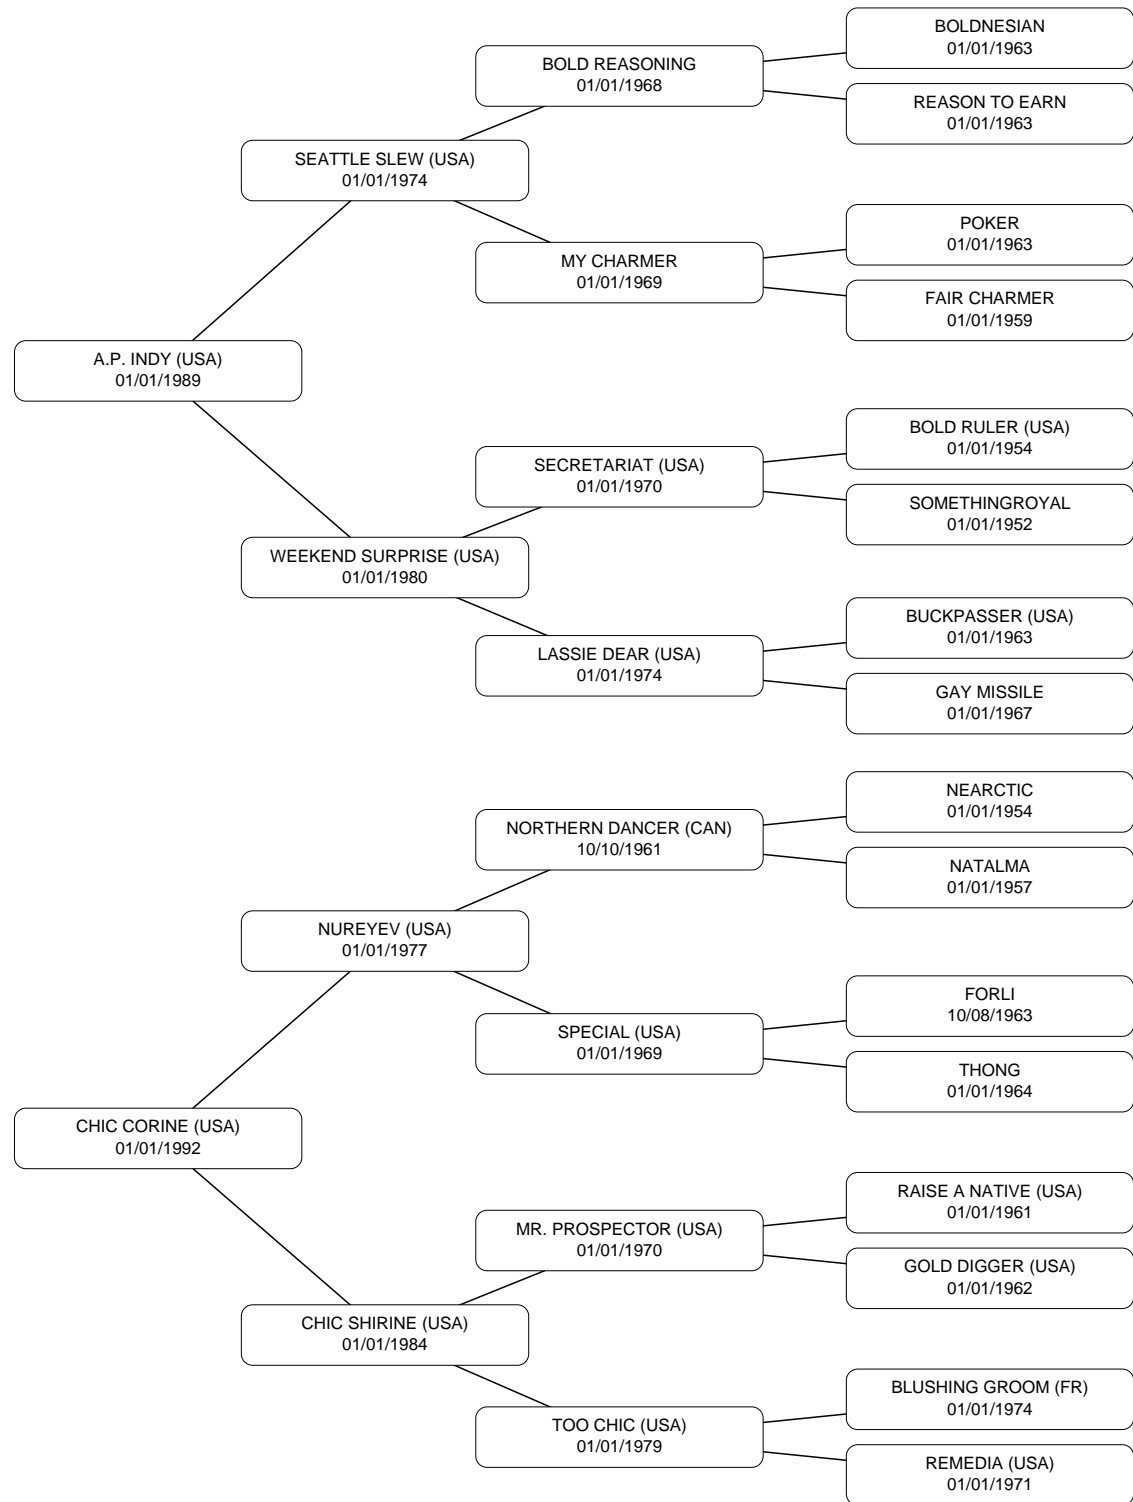 BOLDNESIAN
01/01/1963
BOLD REASONING
01/01/1968
REASON TO EARN
01/01/1963
SEATTLE SLEW (USA)
01/01/1974
POKER
01/01/1963
MY CHARMER
01/01/1969
FAIR CHARMER
01/01/1959
A.P. INDY (USA)
01/01/1989
BOLD RULER (USA)
01/01/1954
SECRETARIAT (USA)
01/01/1970
SOMETHINGROYAL
01/01/1952
WEEKEND SURPRISE (USA)
01/01/1980
BUCKPASSER (USA)
01/01/1963
LASSIE DEAR (USA)
01/01/1974
GAY MISSILE
01/01/1967
NEARCTIC
01/01/1954
NORTHERN DANCER (CAN)
10/10/1961
NATALMA
01/01/1957
NUREYEV (USA)
01/01/1977
FORLI
10/08/1963
SPECIAL (USA)
01/01/1969
THONG
01/01/1964
CHIC CORINE (USA)
01/01/1992
RAISE A NATIVE (USA)
01/01/1961
MR. PROSPECTOR (USA)
01/01/1970
GOLD DIGGER (USA)
01/01/1962
CHIC SHIRINE (USA)
01/01/1984
BLUSHING GROOM (FR)
01/01/1974
TOO CHIC (USA)
01/01/1979
REMEDIA (USA)
01/01/1971